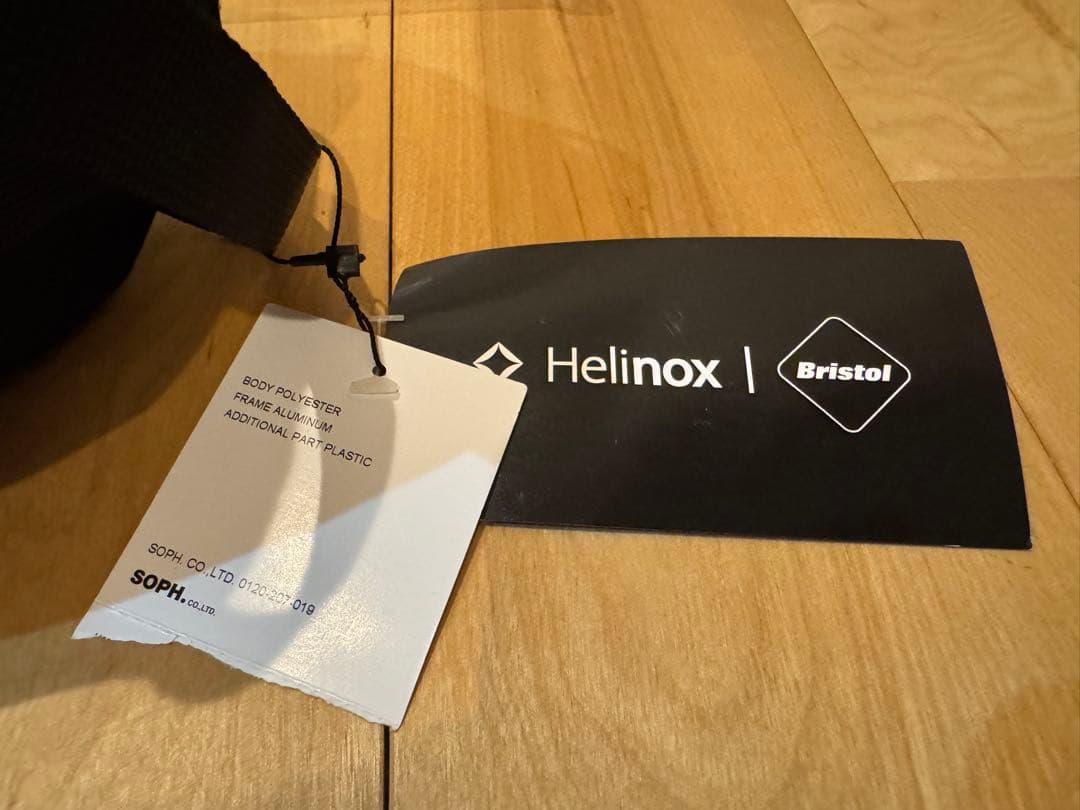 BODY POLYESTER
FRAME ALUMINUM
ADDITIONAL PART PLASTIC
SOPH. CO.,LTD. 0120-207-019
SOPH. CO.,LTD.
Helinox | Bristol